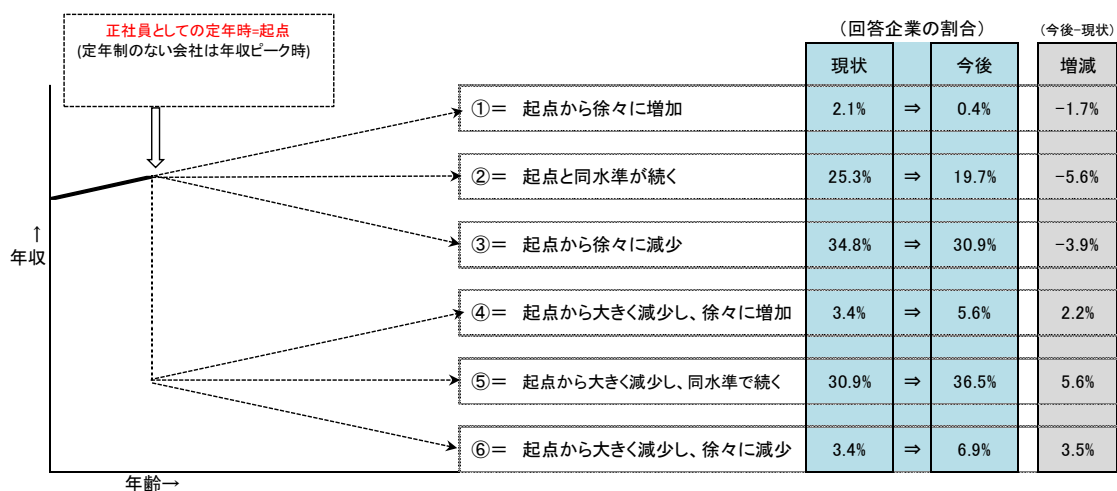 正社員としての定年時=起点
(定年制のない会社は年収ピーク時)
(回答企業の割合)
(今後-現状)
現状 今後 増減
①= 起点から徐々に増加 2.1% ⇒ 0.4% -1.7%
②= 起点と同水準が続く 25.3% ⇒ 19.7% -5.6%
③= 起点から徐々に減少 34.8% ⇒ 30.9% -3.9%
④= 起点から大きく減少し、徐々に増加 3.4% ⇒ 5.6% 2.2%
⑤= 起点から大きく減少し、同水準で続く 30.9% ⇒ 36.5% 5.6%
⑥= 起点から大きく減少し、徐々に減少 3.4% ⇒ 6.9% 3.5%
↑
年収
年齢→